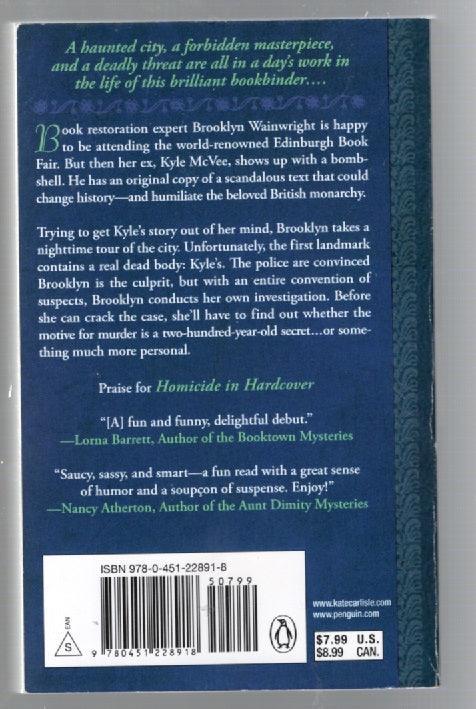 A haunted city, a forbidden masterpiece,
and a deadly threat are all in a day's work in
the life of this brilliant bookbinder....
Book restoration expert Brooklyn Wainwright is happy
to be attending the world-renowned Edinburgh Book
Fair. But then her ex, Kyle McVee, shows up with a bomb-
shell. He has an original copy of a scandalous text that could
change history—and humiliate the beloved British monarchy.
Trying to get Kyle's story out of her mind, Brooklyn takes a
nighttime tour of the city. Unfortunately, the first landmark
contains a real dead body: Kyle's. The police are convinced
Brooklyn is the culprit, but with an entire convention of
suspects, Brooklyn conducts her own investigation. Before
she can crack the case, she'll have to find out whether the
motive for murder is a two-hundred-year-old secret...or some-
thing much more personal.
Praise for Homicide in Hardcover
"[A] fun and funny, delightful debut."
—Lorna Barrett, Author of the Booktown Mysteries
"Saucy, sassy, and smart—a fun read with a great sense
of humor and a soupçon of suspense. Enjoy!"
—Nancy Atherton, Author of the Aunt Dimity Mysteries
ISBN 978-0-451-22891-8
50799
EAN
S
9 780451 228918
www.katecarlisle.com
www.penguin.com
$7.99 U.S.
$8.99 CAN.